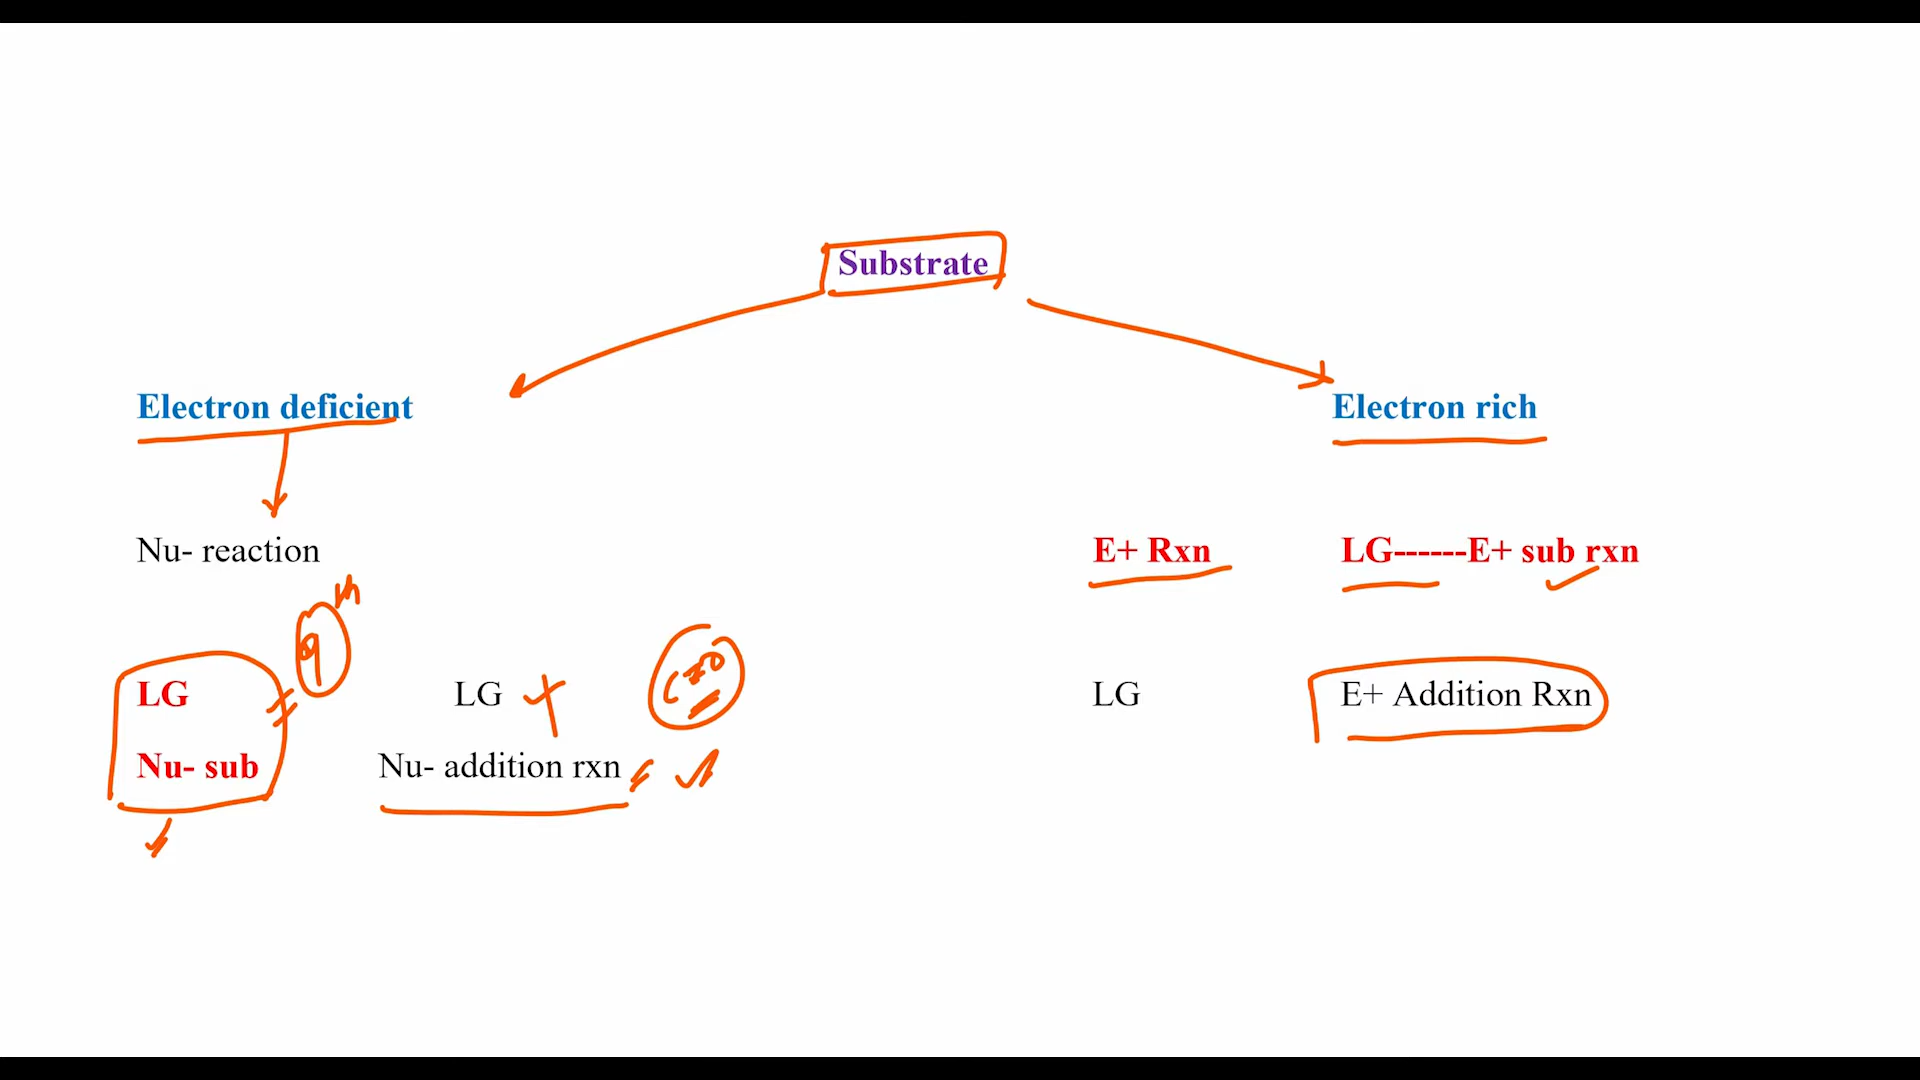 Substrate
Electron deficient
Electron rich
Nu- reaction
E+ Rxn
LG------E+ sub rxn
9th
LG
LG
LG
E+ Addition Rxn
Nu- sub
Nu- addition rxn